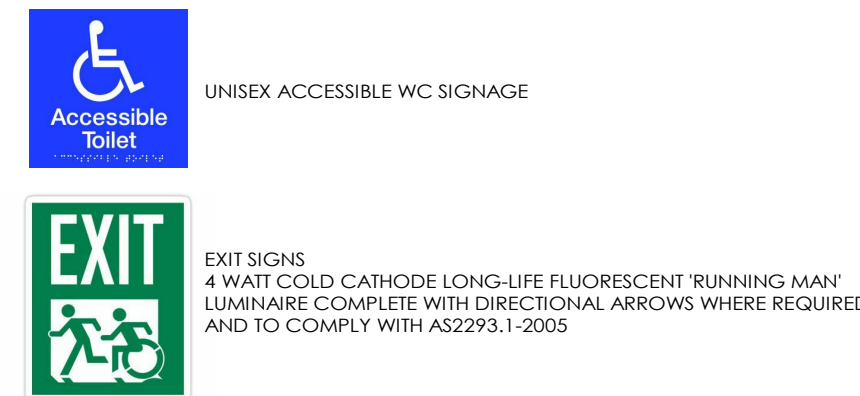 Accessible
Toilet
UNISEX ACCESSIBLE WC SIGNAGE
EXIT
EXIT SIGNS
4 WATT COLD CATHODE LONG-LIFE FLUORESCENT 'RUNNING MAN'
LUMINAIRE COMPLETE WITH DIRECTIONAL ARROWS WHERE REQUIRED
AND TO COMPLY WITH AS2293.1-2005